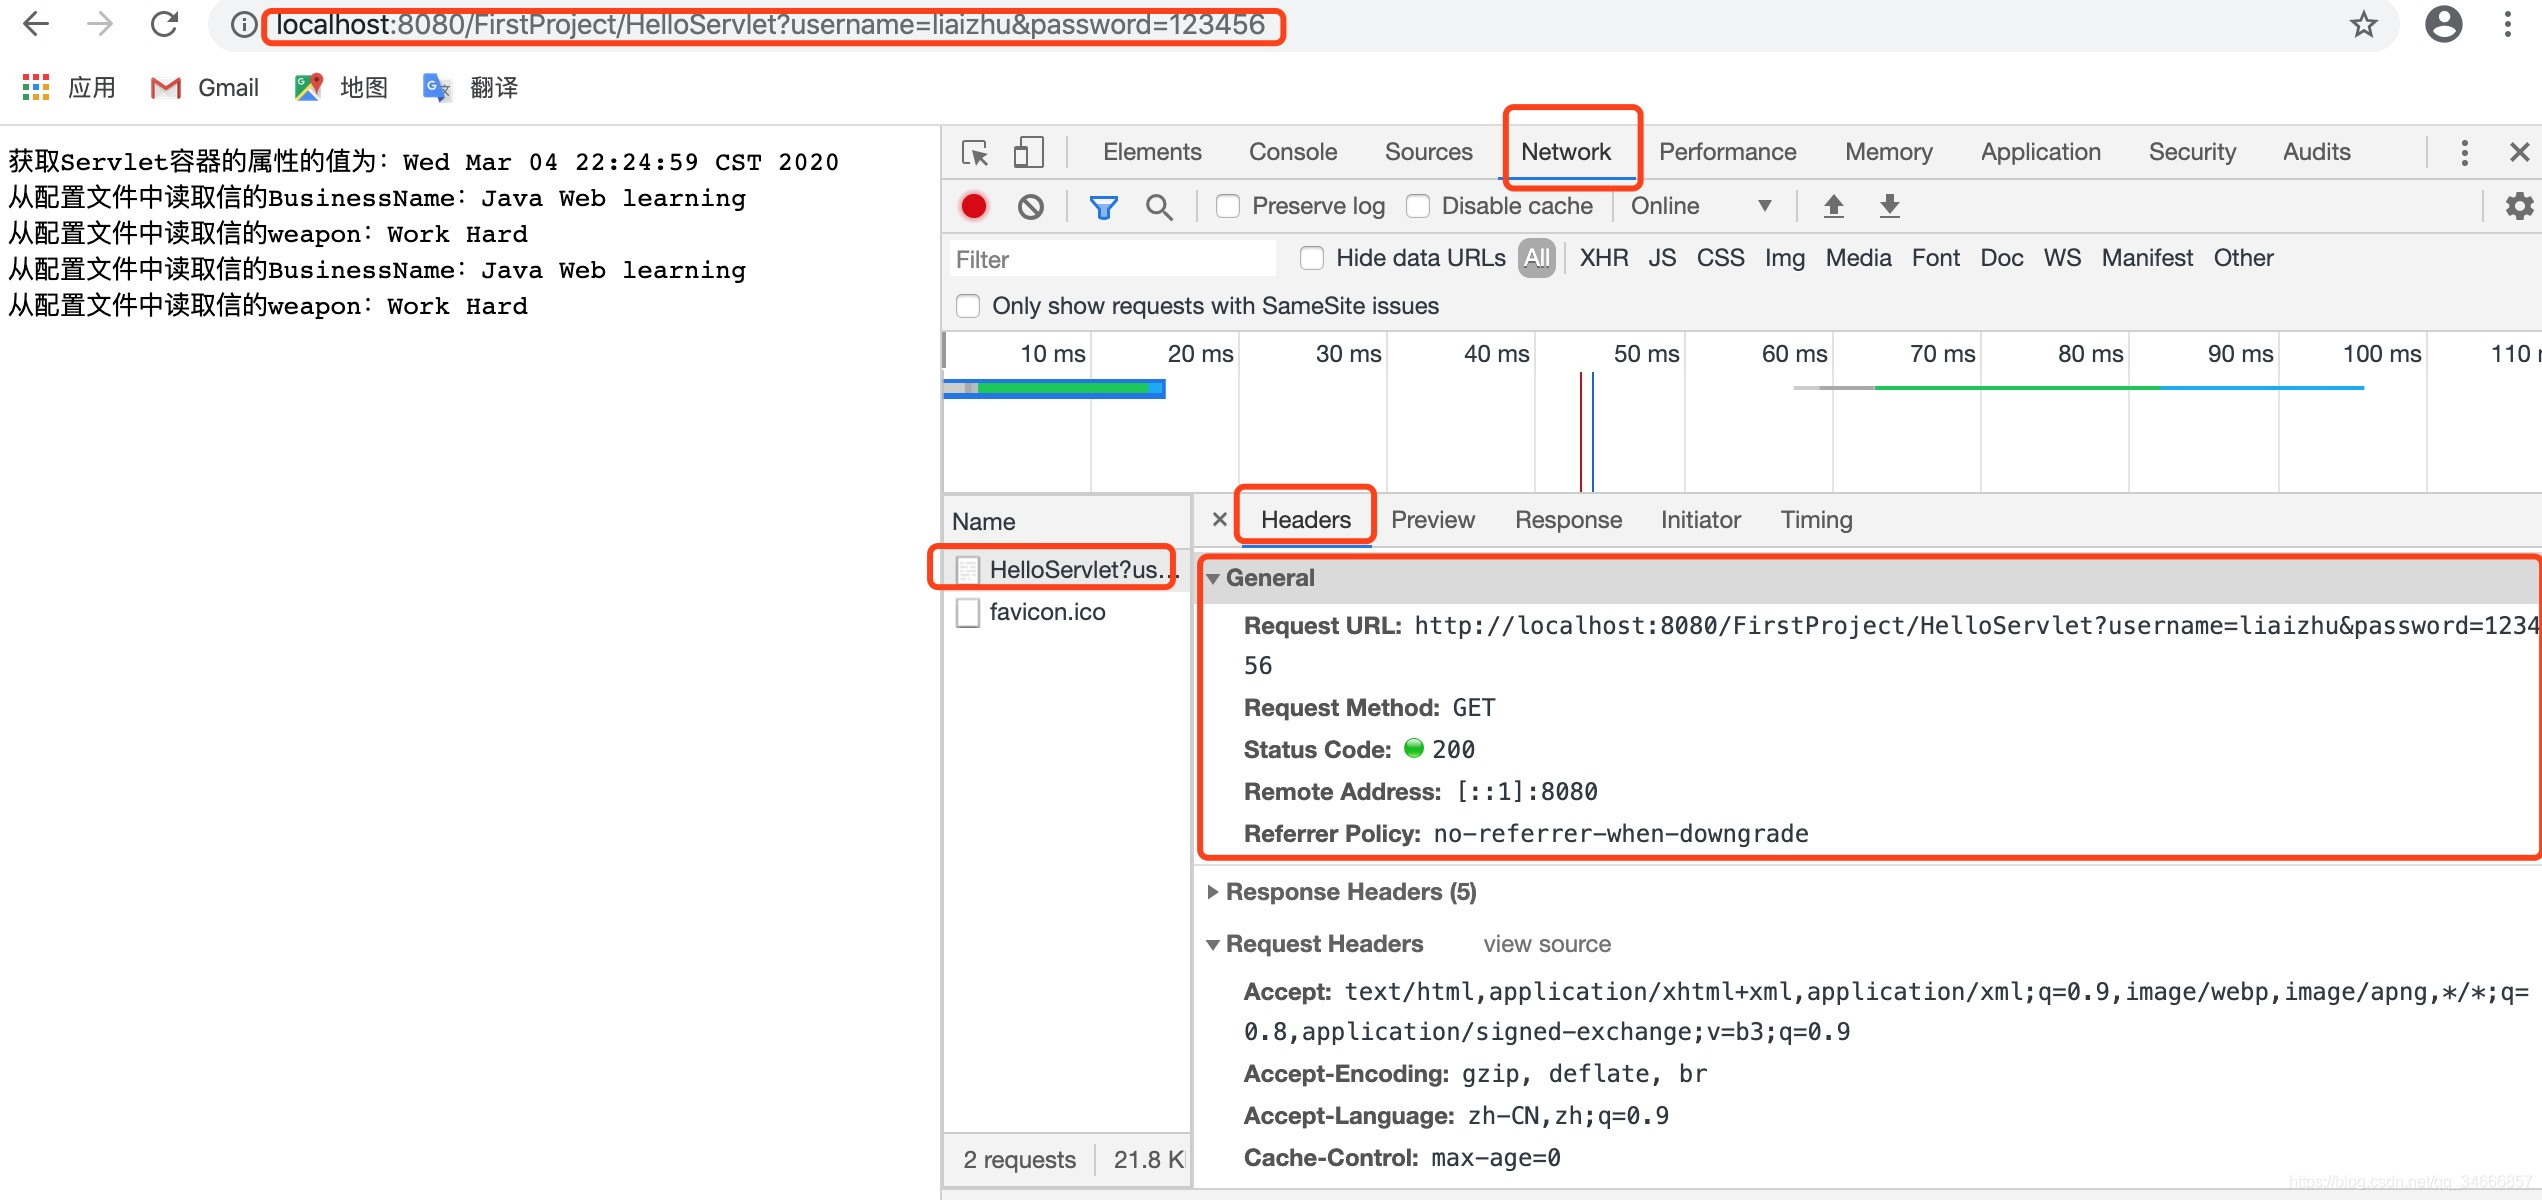 localhost:8080/FirstProject/HelloServlet?username=liaizhu&password=123456
应用 Gmail 地图 翻译
获取Servlet容器的属性的值为：Wed Mar 04 22:24:59 CST 2020
从配置文件中读取信的BusinessName：Java Web learning
从配置文件中读取信的weapon：Work Hard
从配置文件中读取信的BusinessName：Java Web learning
从配置文件中读取信的weapon：Work Hard
Elements Console Sources Network Performance Memory Application Security Audits
Preserve log Disable cache Online
Filter Hide data URLs All XHR JS CSS Img Media Font Doc WS Manifest Other
Only show requests with SameSite issues
10 ms 20 ms 30 ms 40 ms 50 ms 60 ms 70 ms 80 ms 90 ms 100 ms 110
Name
HelloServlet?us...
favicon.ico
2 requests 21.8 K
Headers Preview Response Initiator Timing
General
Request URL: http://localhost:8080/FirstProject/HelloServlet?username=liaizhu&password=1234
56
Request Method: GET
Status Code: 200
Remote Address: [::1]:8080
Referrer Policy: no-referrer-when-downgrade
Response Headers (5)
Request Headers view source
Accept: text/html,application/xhtml+xml,application/xml;q=0.9,image/webp,image/apng,*/*;q=
0.8,application/signed-exchange;v=b3;q=0.9
Accept-Encoding: gzip, deflate, br
Accept-Language: zh-CN,zh;q=0.9
Cache-Control: max-age=0
https://blog.csdn.net/qq_34666857